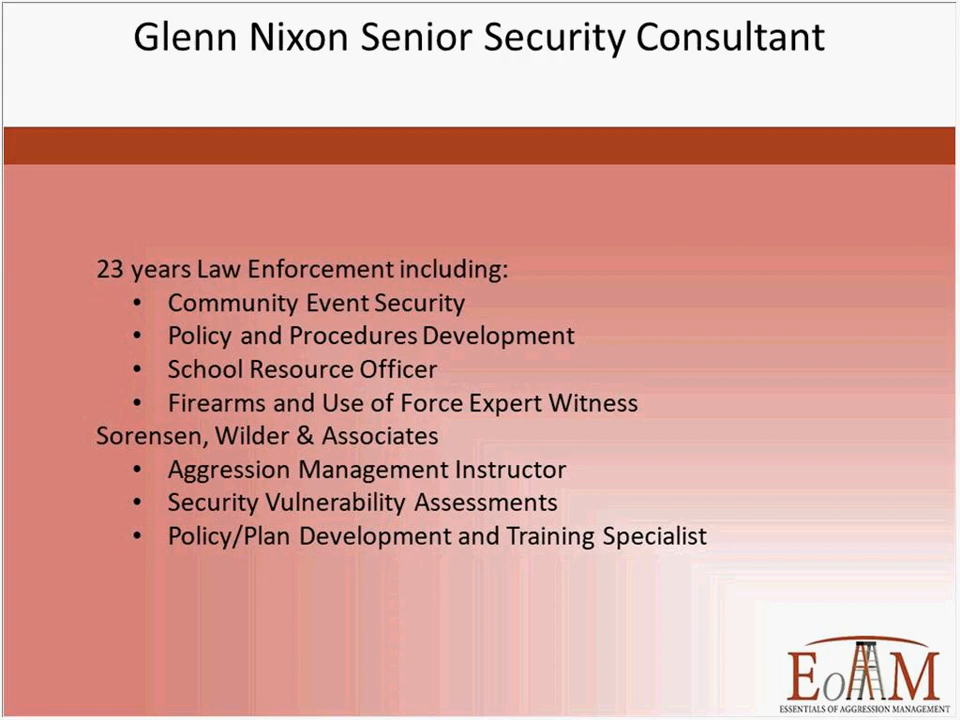 Glenn Nixon Senior Security Consultant
23 years Law Enforcement including:
• Community Event Security
• Policy and Procedures Development
• School Resource Officer
• Firearms and Use of Force Expert Witness
Sorensen, Wilder & Associates
• Aggression Management Instructor
• Security Vulnerability Assessments
• Policy/Plan Development and Training Specialist
EoAM
ESSENTIALS OF AGGRESSION MANAGEMENT